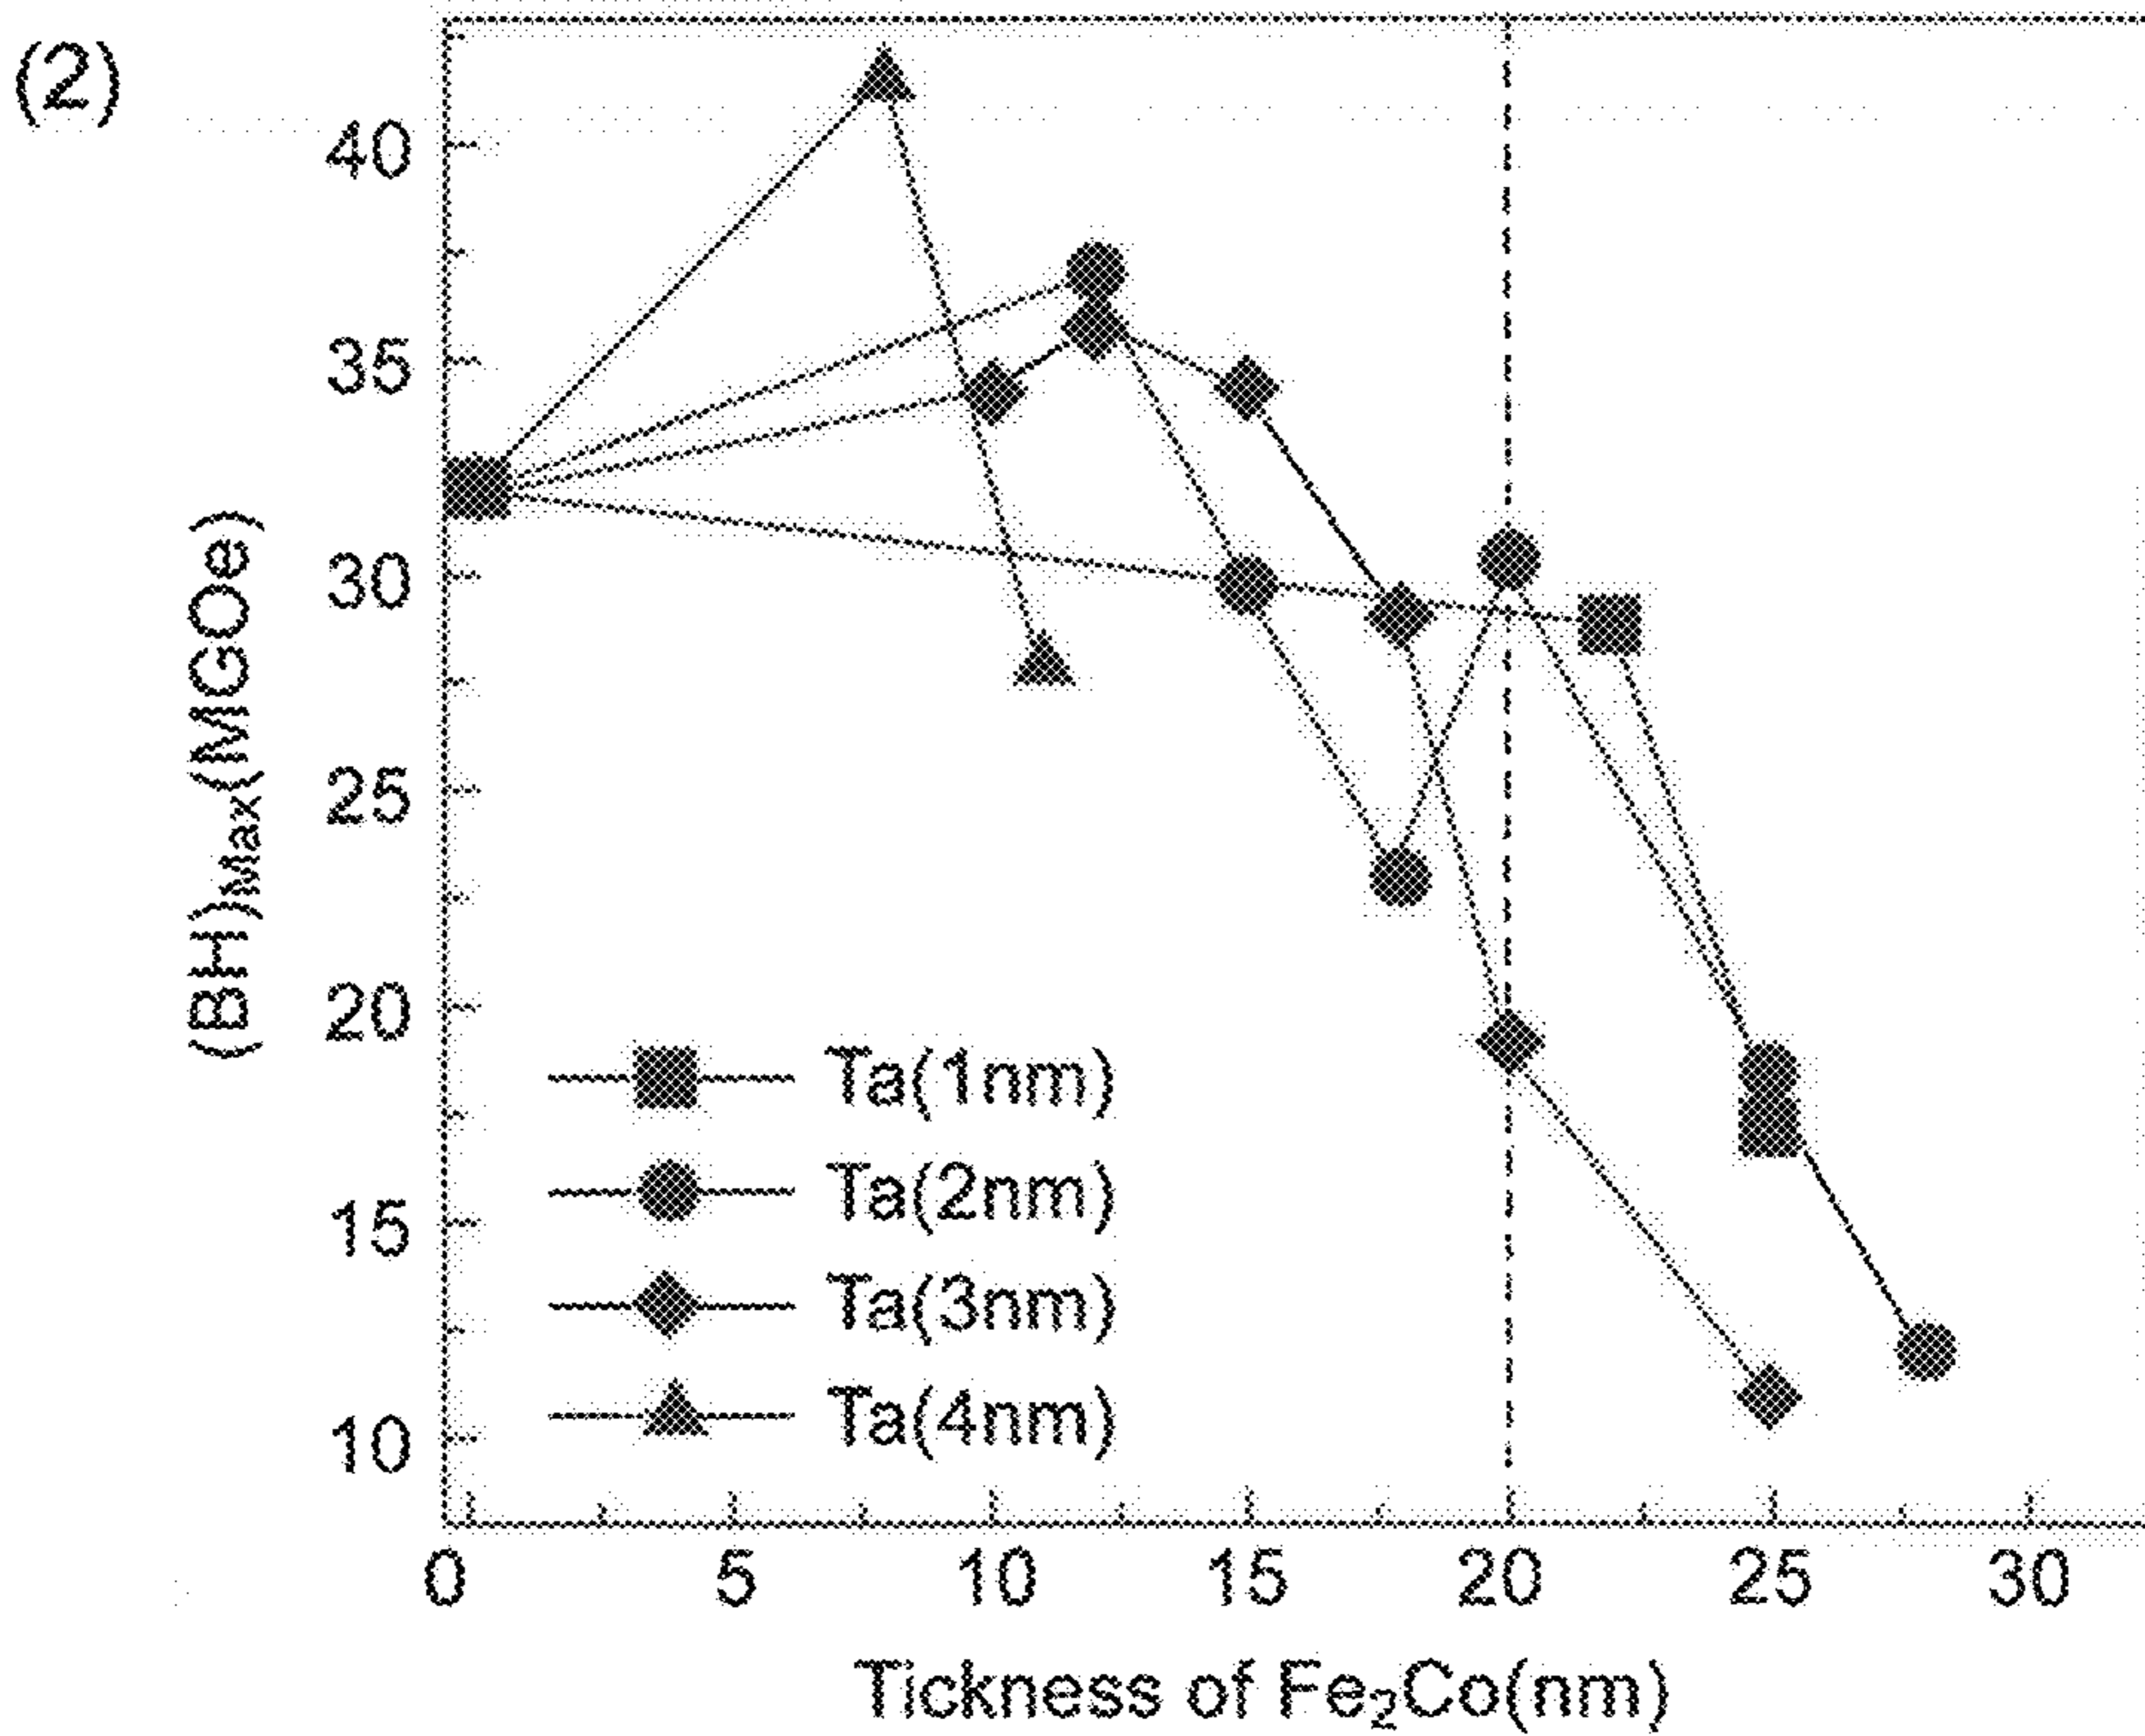 (2)
40
35
30
25
20
15
10
(BH)Max(MGOe)
Ta(1nm)
Ta(2nm)
Ta(3nm)
Ta(4nm)
0 5 10 15 20 25 30
Tickness of Fe₂Co(nm)